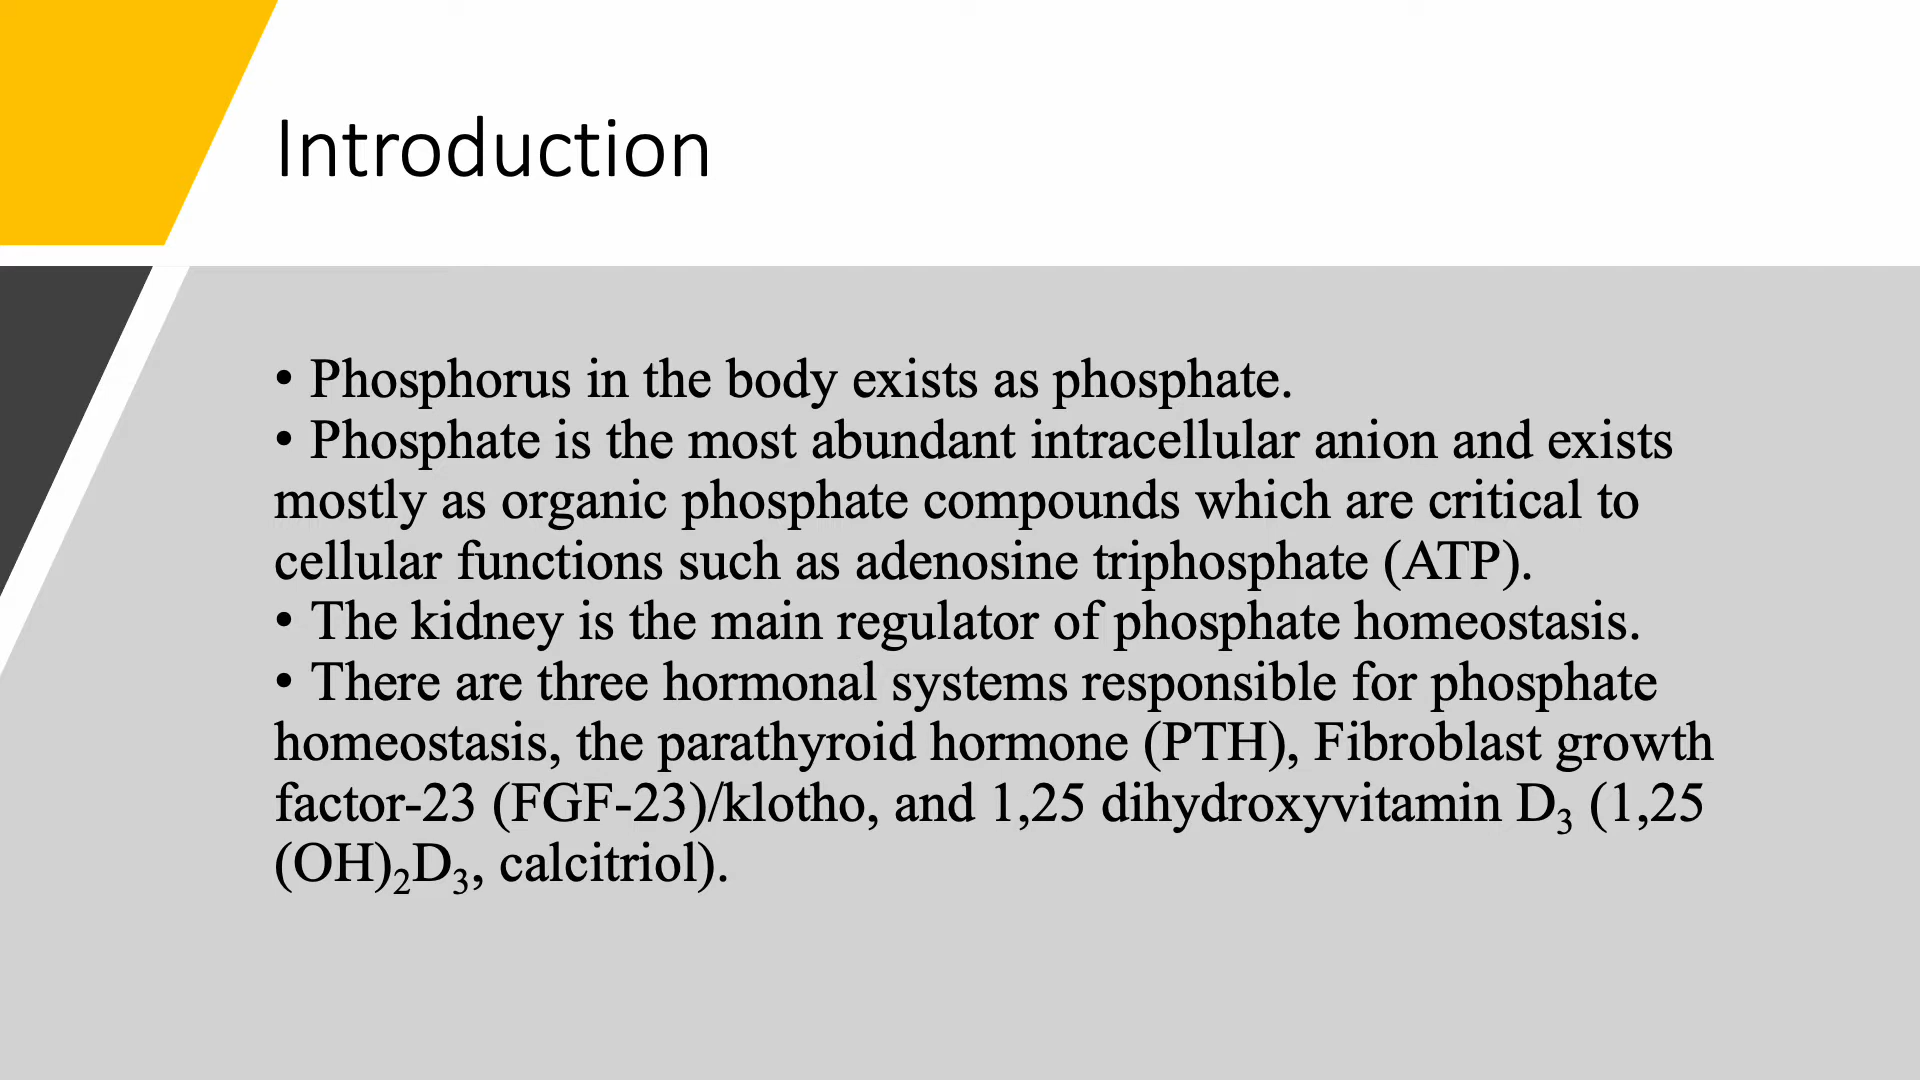 Introduction
• Phosphorus in the body exists as phosphate.
• Phosphate is the most abundant intracellular anion and exists
mostly as organic phosphate compounds which are critical to
cellular functions such as adenosine triphosphate (ATP).
• The kidney is the main regulator of phosphate homeostasis.
• There are three hormonal systems responsible for phosphate
homeostasis, the parathyroid hormone (PTH), Fibroblast growth
factor-23 (FGF-23)/klotho, and 1,25 dihydroxyvitamin D₃ (1,25
(OH)₂D₃, calcitriol).